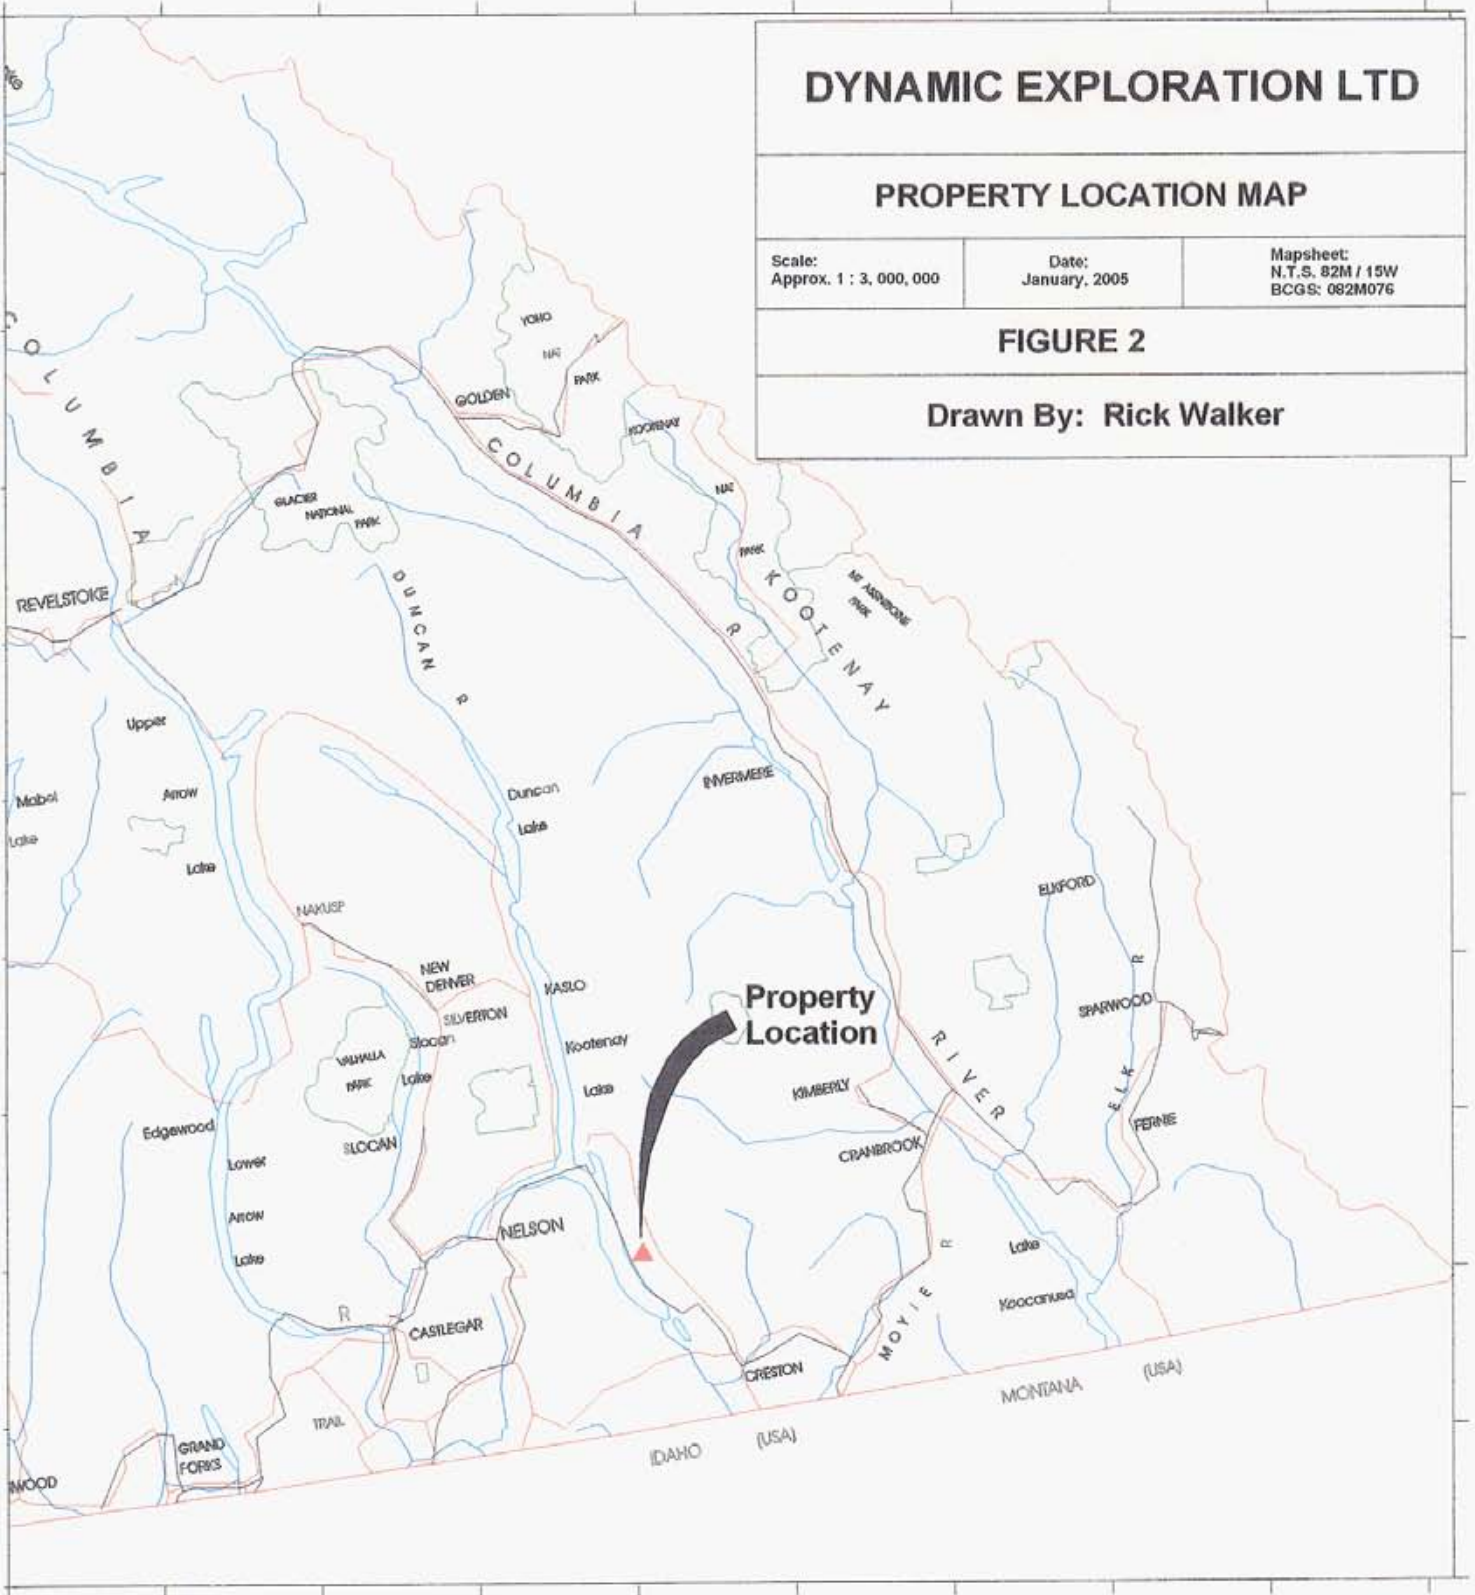 DYNAMIC EXPLORATION LTD
PROPERTY LOCATION MAP
Scale:
Approx. 1 : 3, 000, 000
Date:
January, 2005
Mapsheet:
N.T.S. 82M / 15W
BCGS: 082M076
FIGURE 2
Drawn By: Rick Walker
YOHO
NAT
PARK
COLUMBIA
GOLDEN
KOOTENAY
NAT
PARK
COLUMBIA
R
GLACIER
NATIONAL
PARK
KOOTENAY
MT ASSINIBOINE
PARK
DUNCAN R
REVELSTOKE
Upper
Arrow
Lake
Mabel
Lake
Duncan
Lake
INVERMERE
ELKFORD
NAKUSP
NEW
DENVER
SILVERTON
KASLO
Property
Location
SPARWOOD
Slocan
Lake
VALHALLA
PARK
Kootenay
Lake
RIVER
KIMBERLY
ELK R
FERNIE
Edgewood
SLOCAN
CRANBROOK
Lower
Arrow
Lake
NELSON
R
CASTLEGAR
MOYIE R
Lake
Koocanusa
CRESTON
TRAIL
MONTANA (USA)
IDAHO (USA)
GRAND
FORKS
WOOD